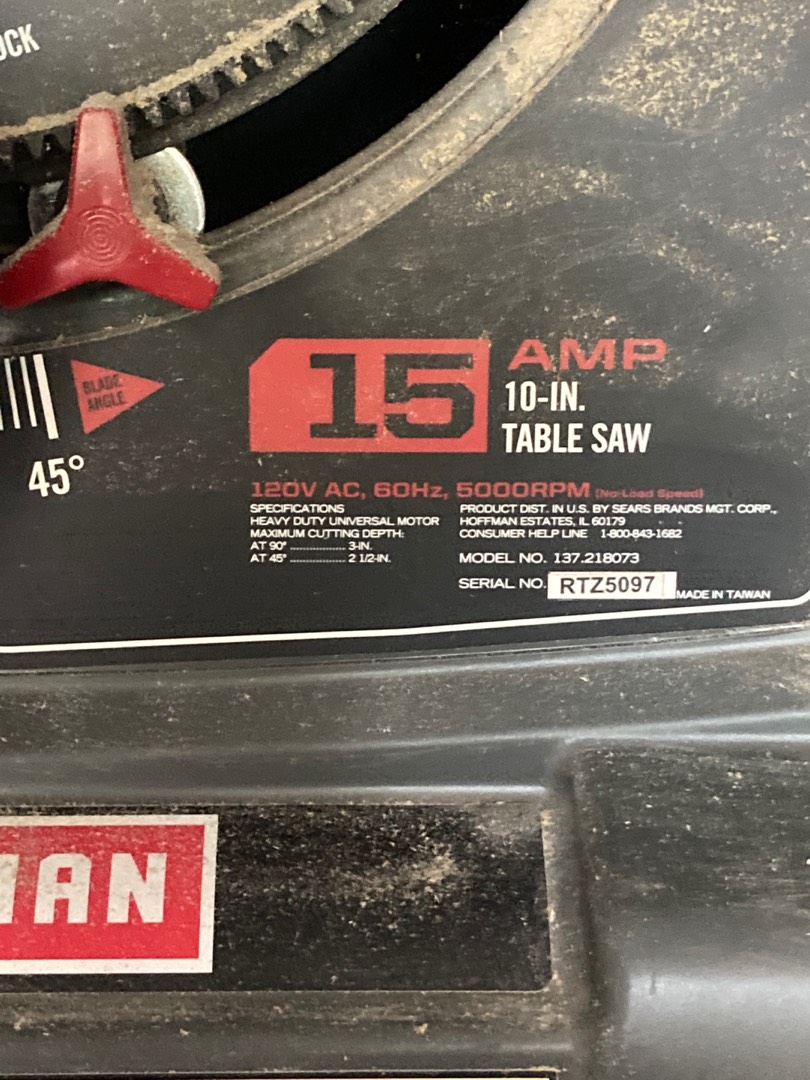 OCK
BLADE
ANGLE
45°
15 AMP
10-IN.
TABLE SAW
120V AC, 60Hz, 5000RPM (No-Load Speed)
SPECIFICATIONS
HEAVY DUTY UNIVERSAL MOTOR
MAXIMUM CUTTING DEPTH:
AT 90° .................... 3-IN.
AT 45° .................... 2 1/2-IN.
PRODUCT DIST. IN U.S. BY SEARS BRANDS MGT. CORP.,
HOFFMAN ESTATES, IL 60179
CONSUMER HELP LINE 1-800-843-1682
MODEL NO. 137.218073
SERIAL NO. RTZ5097 MADE IN TAIWAN
MAN